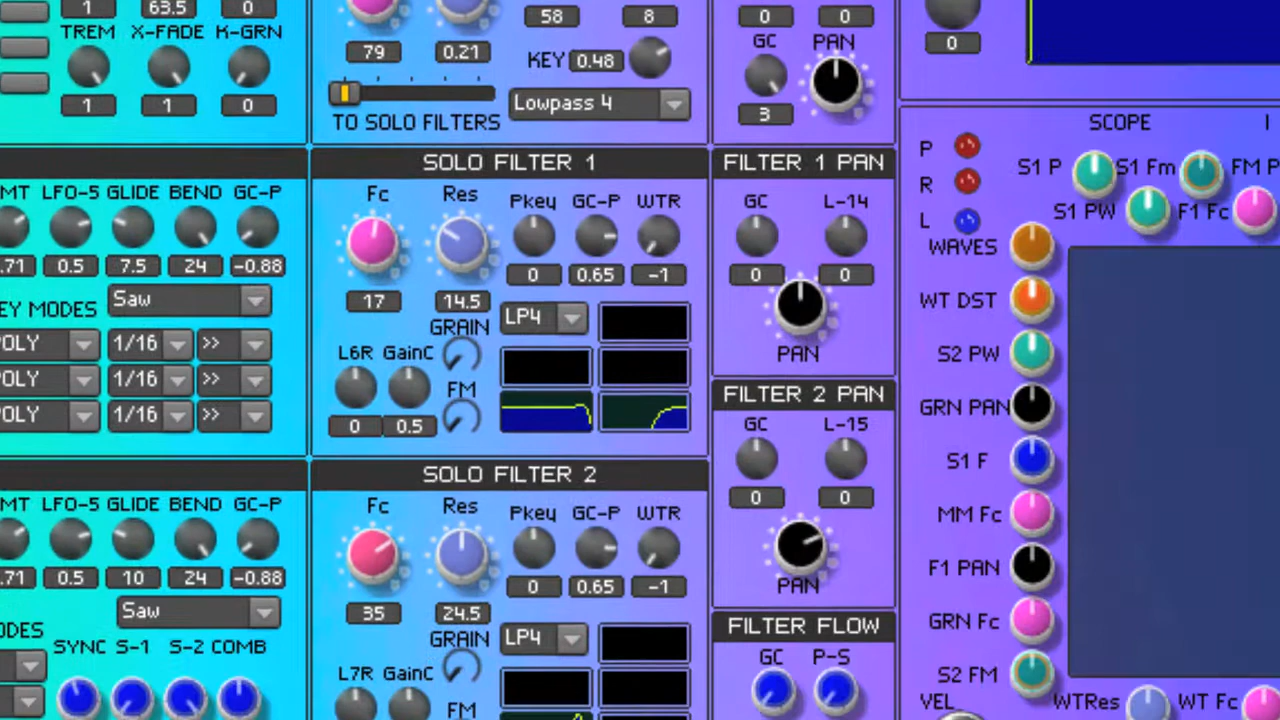 1 63.5 0
TREM X-FADE K-GRN
1 1 0
79 0.21
58 8
KEY 0.48
Lowpass 4
TO SOLO FILTERS
0 0
GC PAN
3
0
SCOPE
P
R
L
S1 P S1 Fm FM P
S1 PW F1 Fc
WAVES
WT DST
S2 PW
GRN PAN
S1 F
MM Fc
F1 PAN
GRN Fc
S2 FM
VEL WTRes WT Fc
MT LFO-5 GLIDE BEND GC-P
.71 0.5 7.5 24 -0.88
EY MODES Saw
OLY 1/16 >>
OLY 1/16 >>
OLY 1/16 >>
SOLO FILTER 1
Fc Res Pkey GC-P WTR
0 0.65 -1
17 14.5
GRAIN LP4
L6R GainC
FM
0 0.5
FILTER 1 PAN
GC L-14
0 0
PAN
FILTER 2 PAN
GC L-15
0 0
PAN
FILTER FLOW
GC P-S
MT LFO-5 GLIDE BEND GC-P
.71 0.5 10 24 -0.88
Saw
ODES
SYNC S-1 S-2 COMB
SOLO FILTER 2
Fc Res Pkey GC-P WTR
0 0.65 -1
35 24.5
GRAIN LP4
L7R GainC
FM